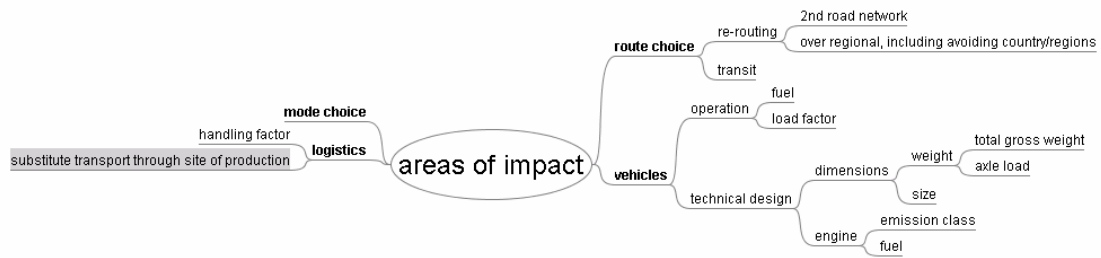 mode choice
handling factor
logistics
substitute transport through site of production
areas of impact
route choice
re-routing
2nd road network
over regional, including avoiding country/regions
transit
vehicles
operation
fuel
load factor
technical design
dimensions
weight
total gross weight
axle load
size
engine
emission class
fuel